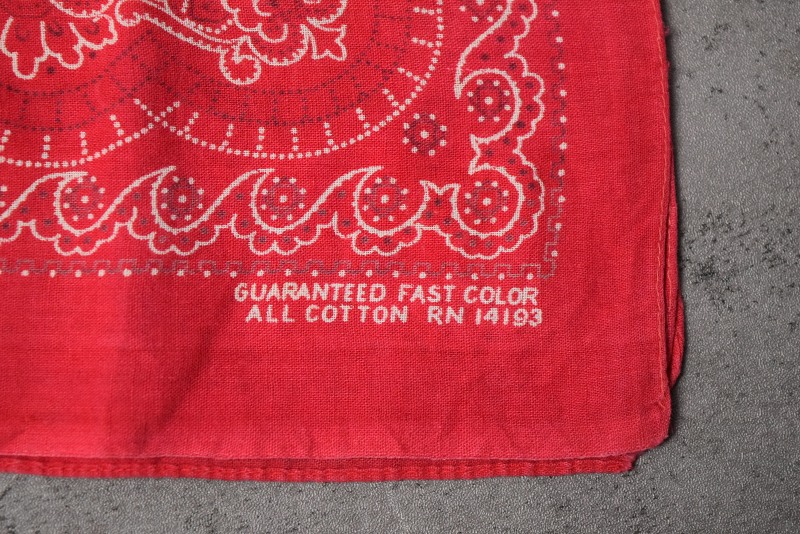 GUARANTEED FAST COLOR
ALL COTTON RN 14193